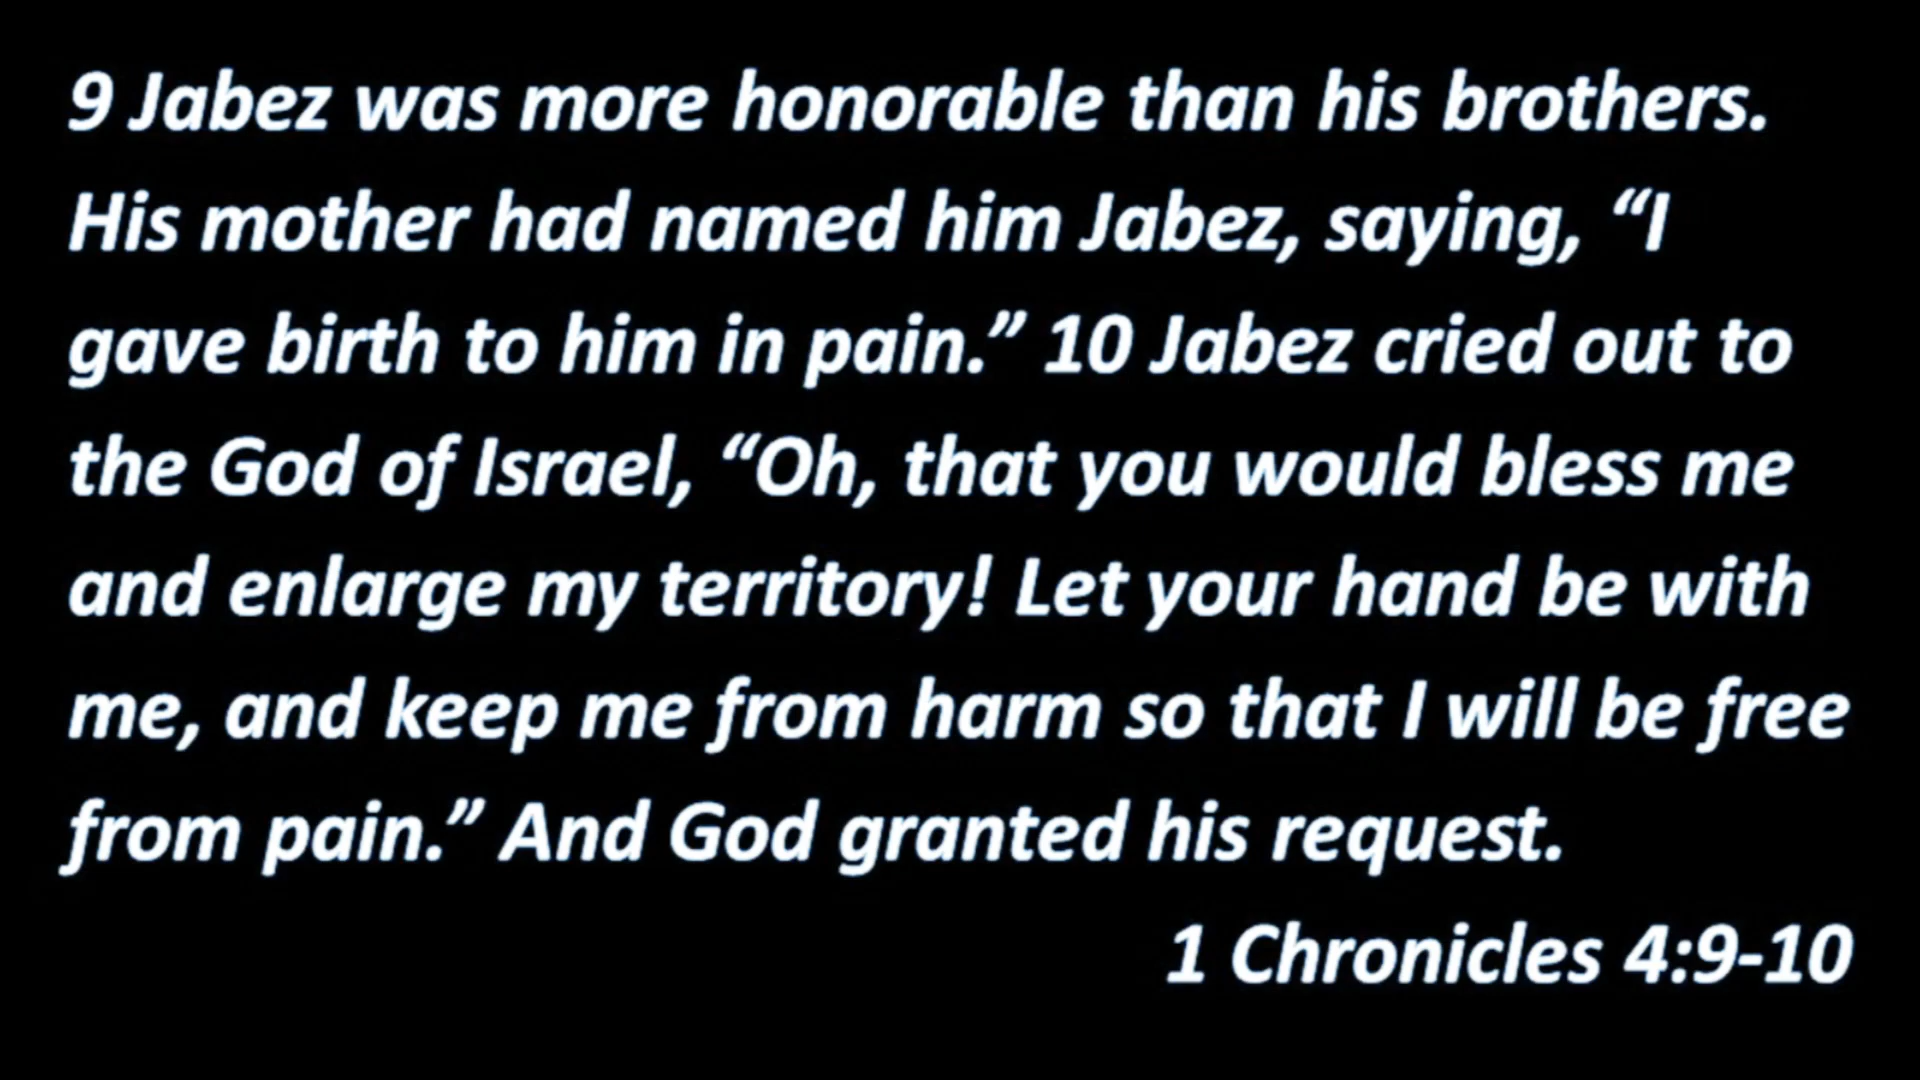 9 Jabez was more honorable than his brothers.
His mother had named him Jabez, saying, “I
gave birth to him in pain.” 10 Jabez cried out to
the God of Israel, “Oh, that you would bless me
and enlarge my territory! Let your hand be with
me, and keep me from harm so that I will be free
from pain.” And God granted his request.
1 Chronicles 4:9-10